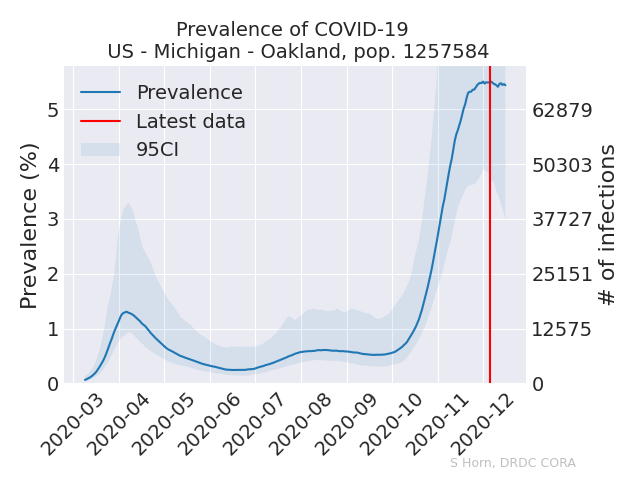 Prevalence of COVID-19
US - Michigan - Oakland, pop. 1257584
Prevalence
Latest data
95CI
Prevalence (%)
5
4
3
2
1
0
62879
50303
37727
25151
12575
0
# of infections
2020-03
2020-04
2020-05
2020-06
2020-07
2020-08
2020-09
2020-10
2020-11
2020-12
S Horn, DRDC CORA